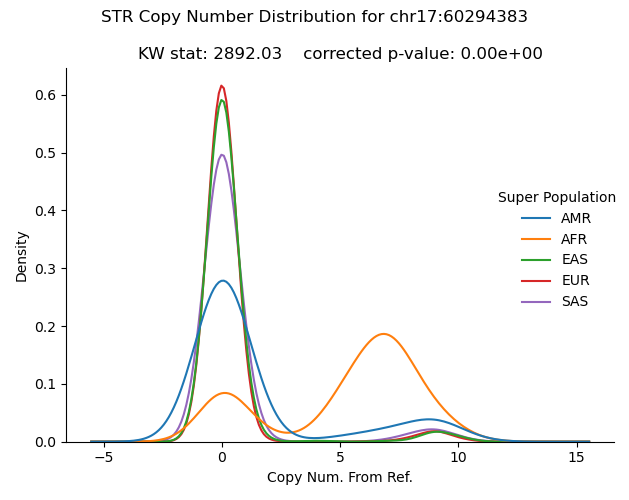 STR Copy Number Distribution for chr17:60294383
KW stat: 2892.03    corrected p-value: 0.00e+00
0.6
0.5
0.4
0.3
0.2
0.1
0.0
Density
−5
0
5
10
15
Copy Num. From Ref.
Super Population
AMR
AFR
EAS
EUR
SAS